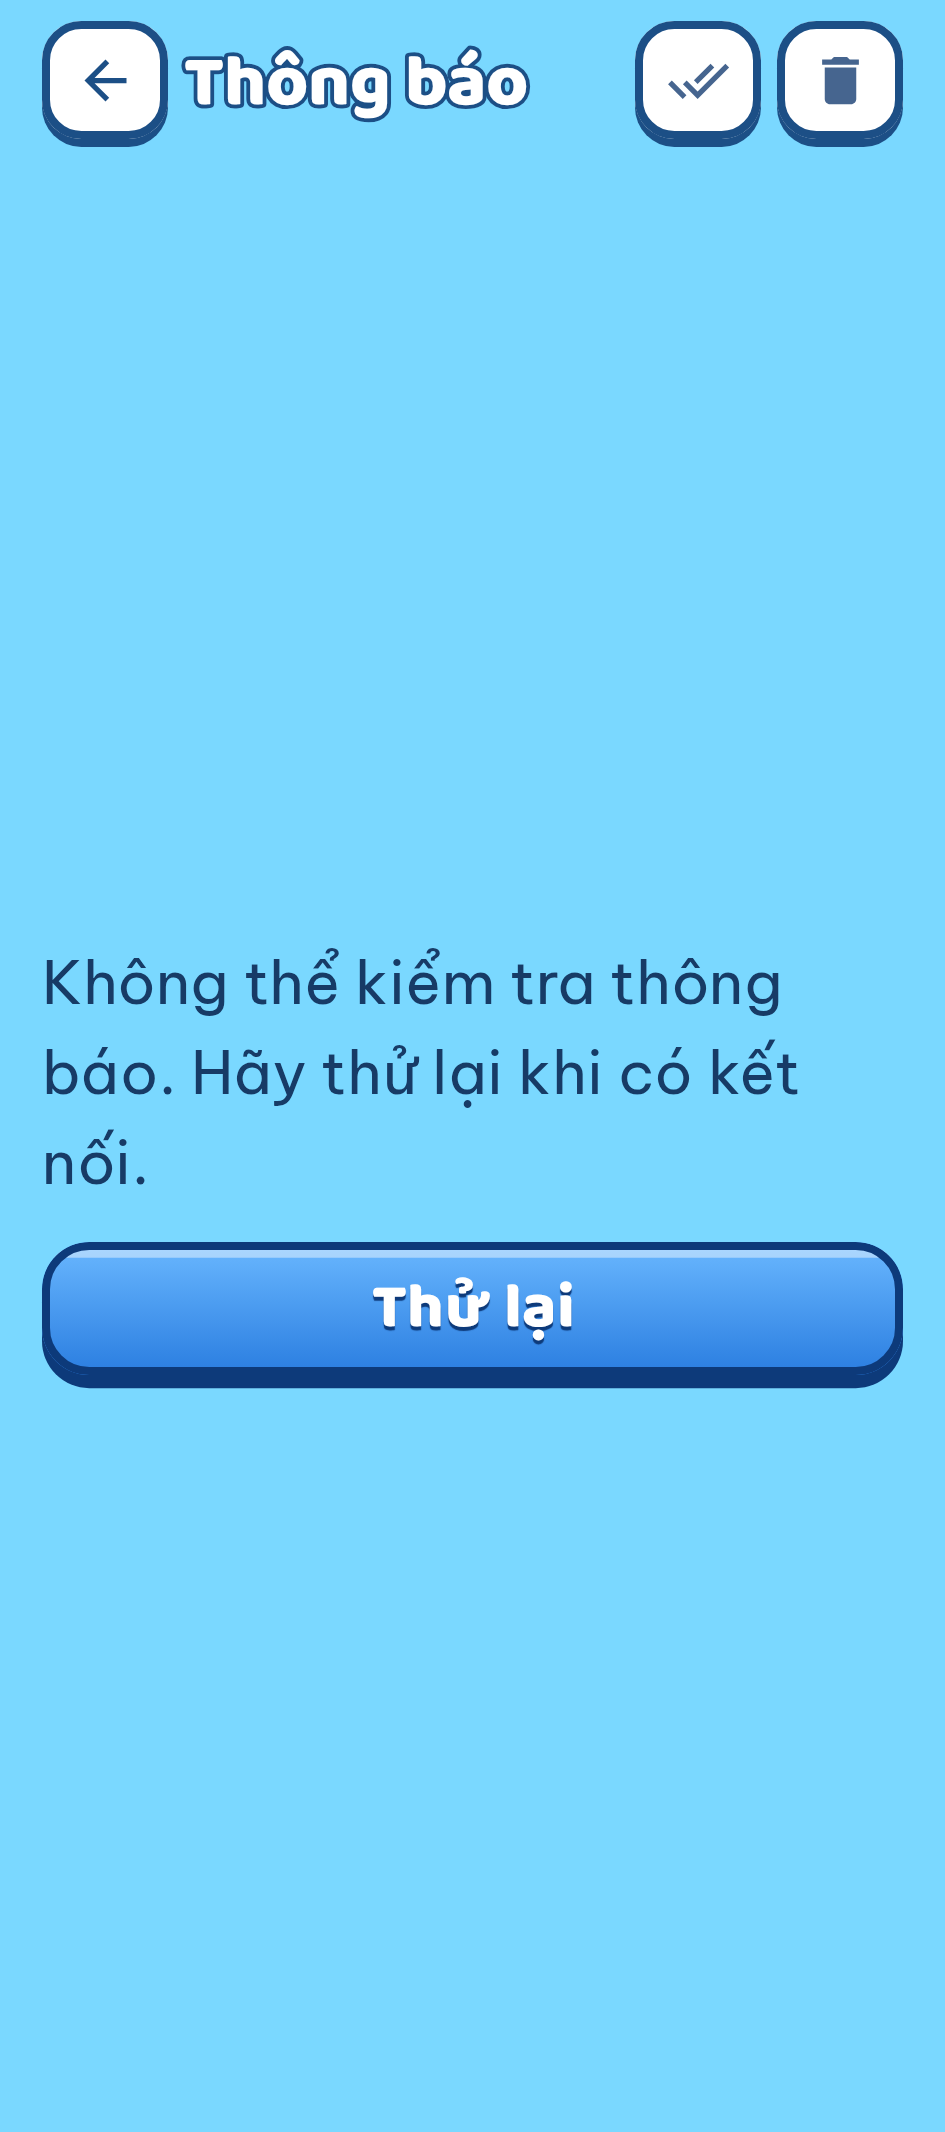 Thông báo
Không thể kiểm tra thông
báo. Hãy thử lại khi có kết
nối.
Thử lại